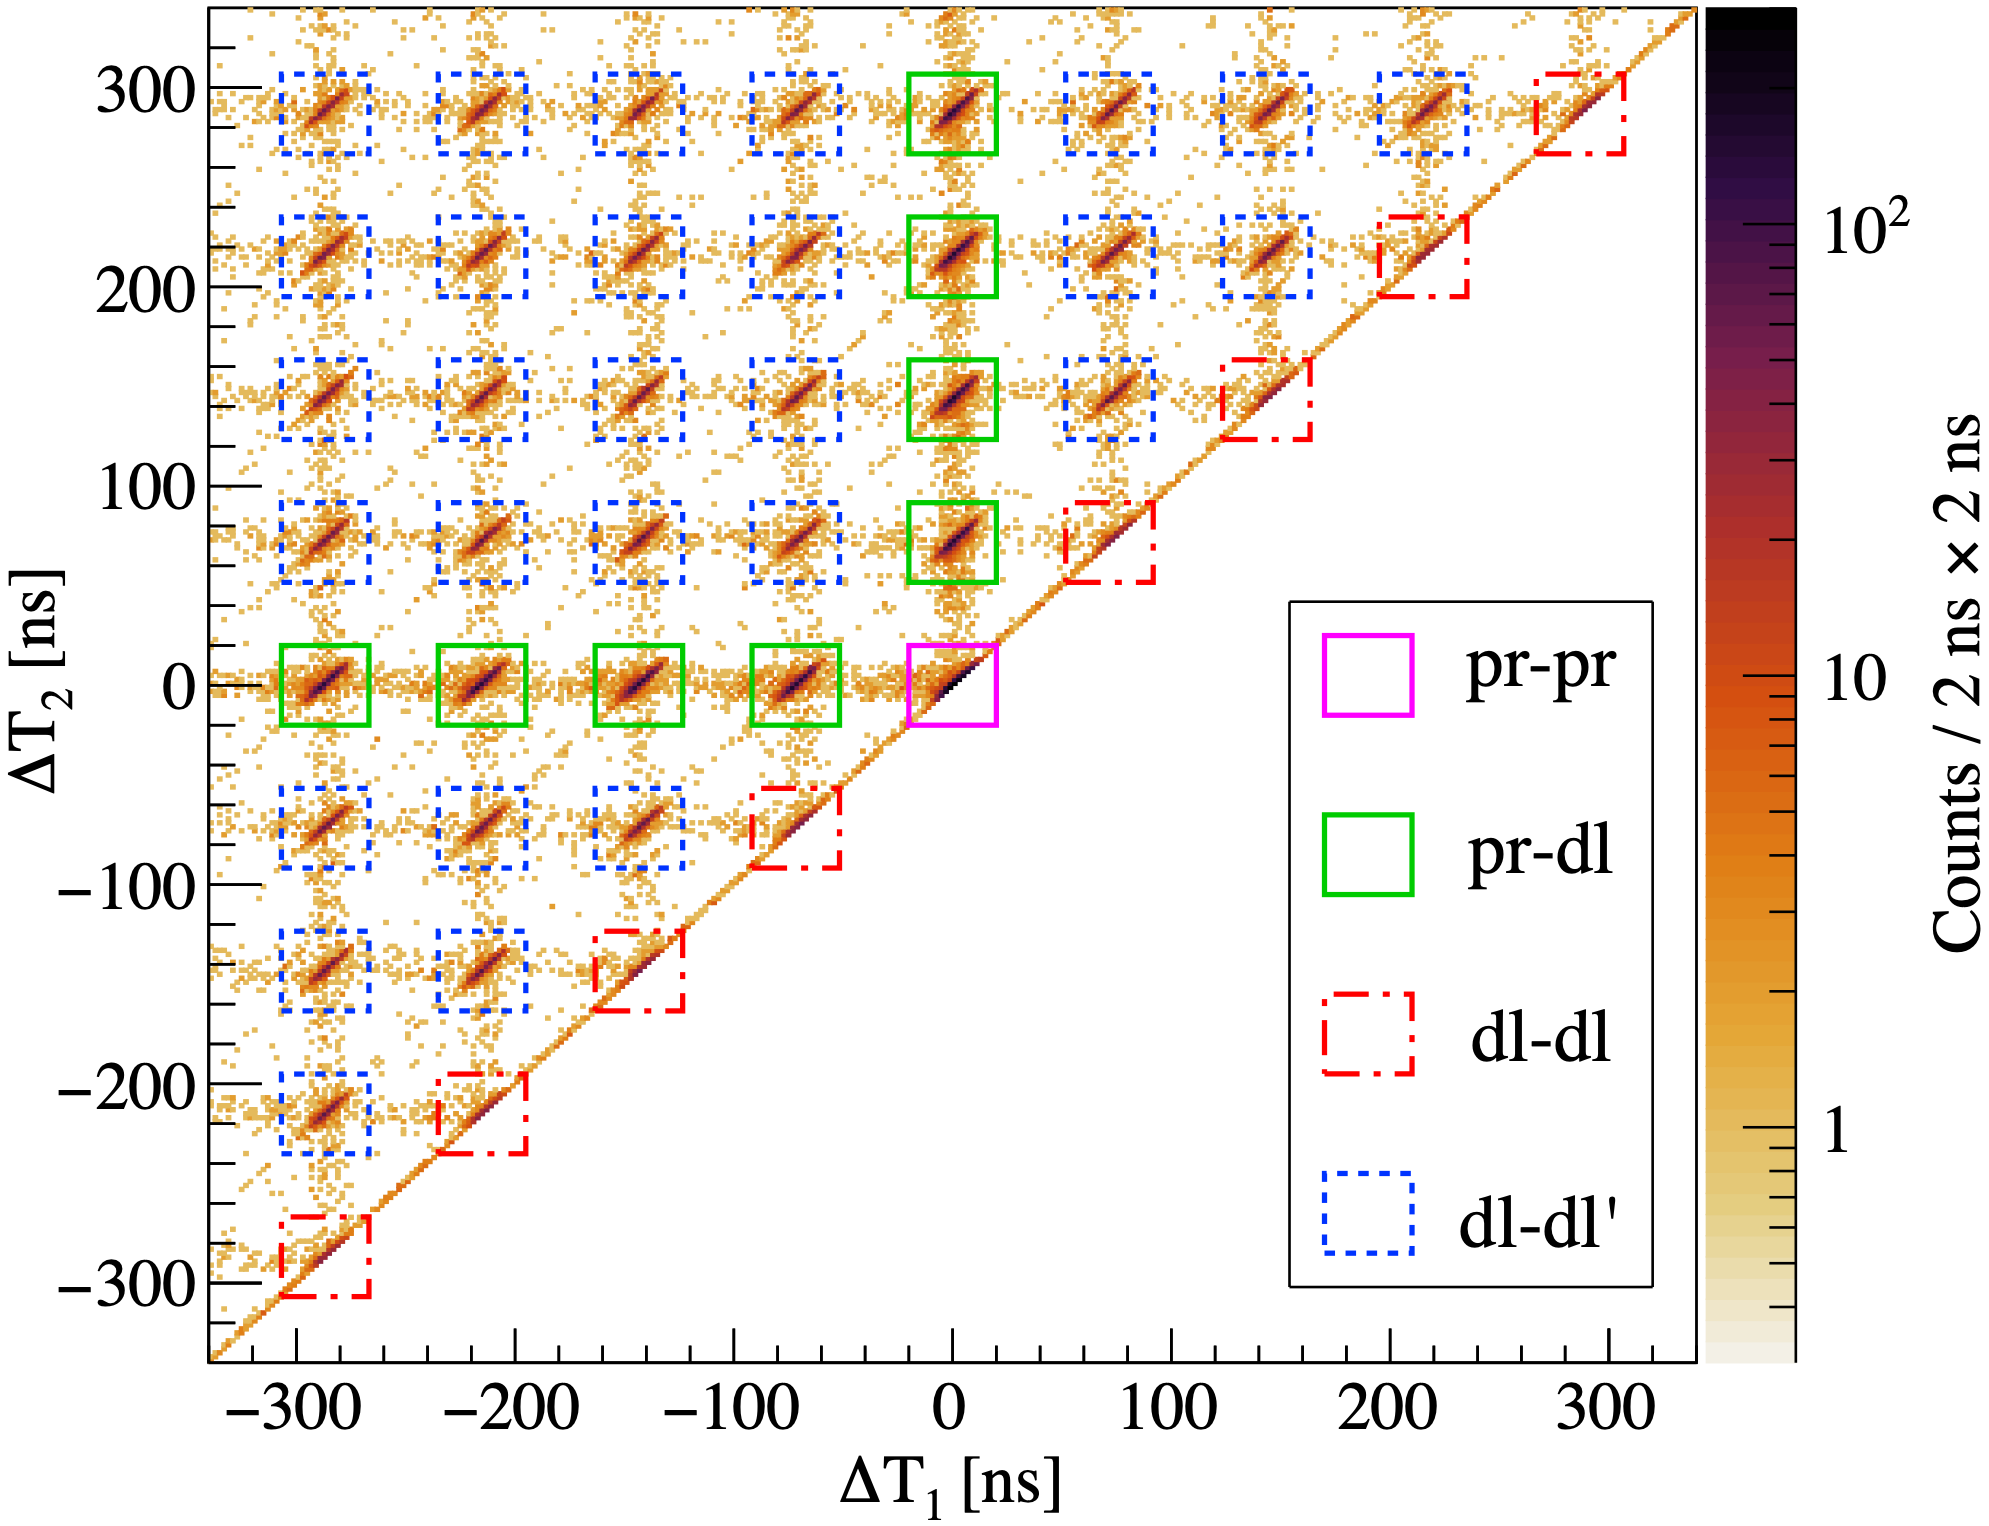 300
200
100
0
−100
−200
−300
ΔT₂ [ns]
−300 −200 −100 0 100 200 300
ΔT₁ [ns]
pr-pr
pr-dl
dl-dl
dl-dl'
10²
10
1
Counts / 2 ns × 2 ns